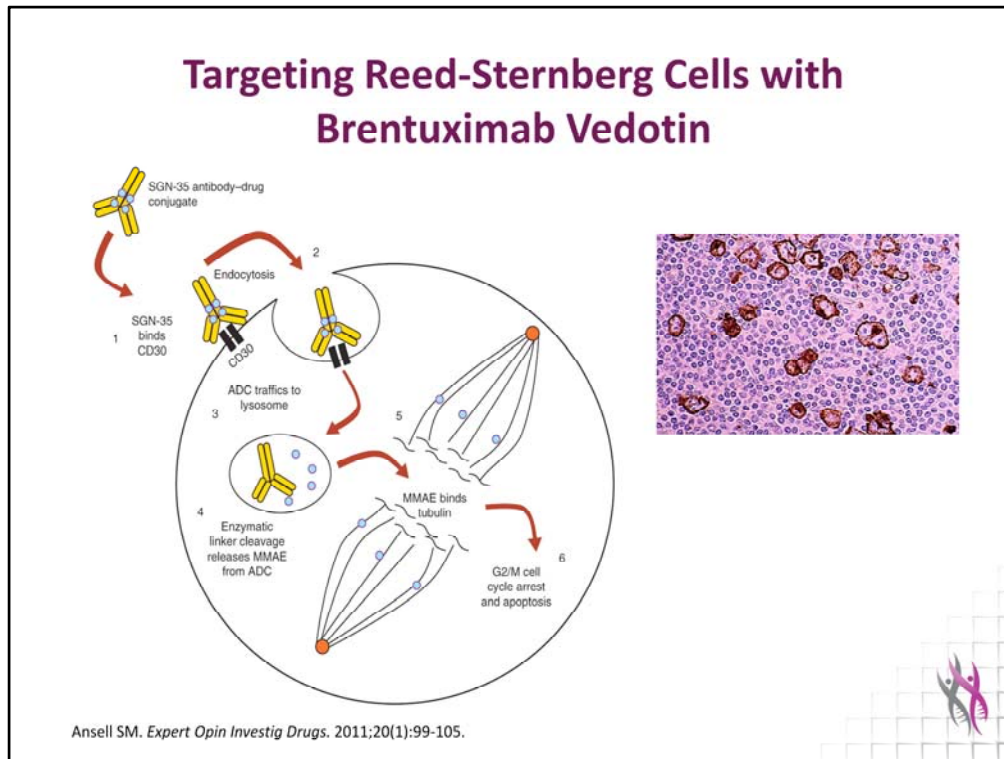 Targeting Reed-Sternberg Cells with
Brentuximab Vedotin
SGN-35 antibody–drug
conjugate
1
SGN-35
binds
CD30
Endocytosis
2
CD30
ADC traffics to
lysosome
3
4
Enzymatic
linker cleavage
releases MMAE
from ADC
5
MMAE binds
tubulin
6
G2/M cell
cycle arrest
and apoptosis
Ansell SM. Expert Opin Investig Drugs. 2011;20(1):99-105.